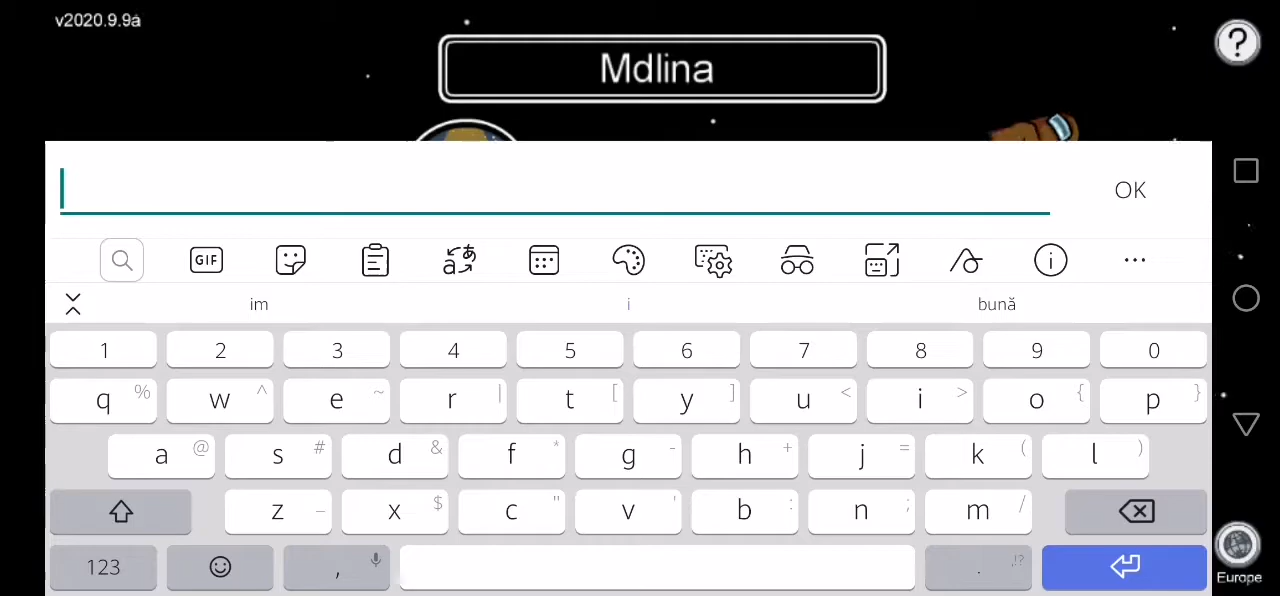 v2020.9.9a
Mdlina
OK
GIF
im i bună
1 2 3 4 5 6 7 8 9 0
q % w ^ e ~ r | t [ y ] u < i > o { p }
a @ s # d & f * g - h + j = k ( l )
z _ x $ c " v ' b : n ; m /
123 , . ,!?
Europe